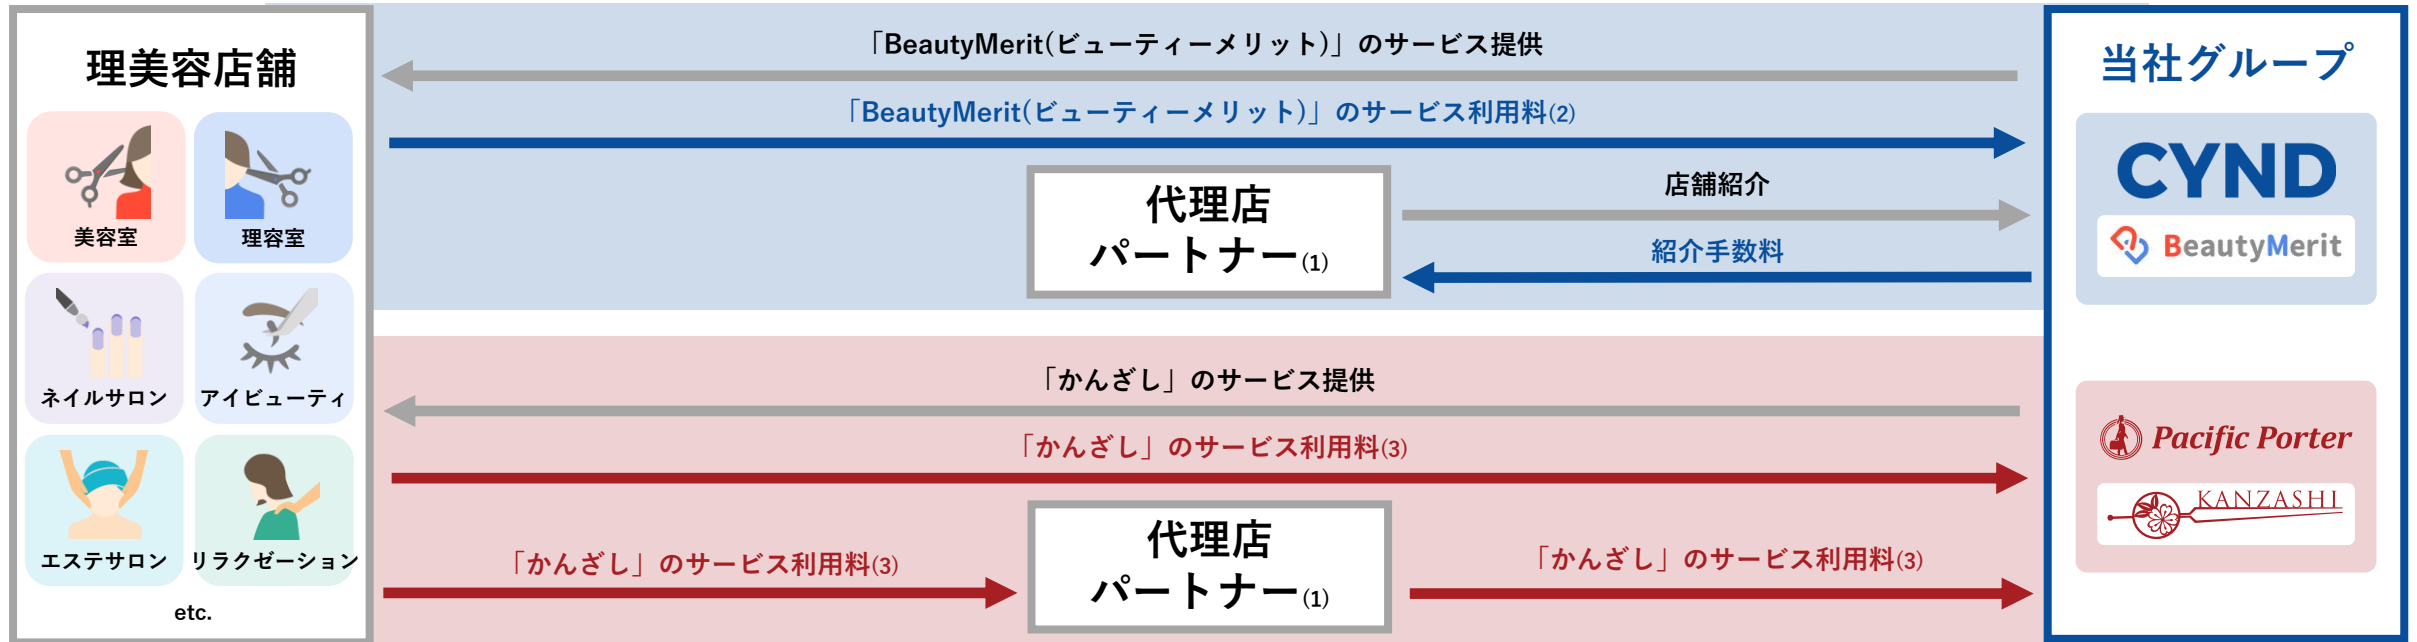 理美容店舗
美容室
理容室
ネイルサロン
アイビューティ
エステサロン
リラクゼーション
etc.
「BeautyMerit(ビューティーメリット)」のサービス提供
「BeautyMerit(ビューティーメリット)」のサービス利用料(2)
代理店
パートナー(1)
店舗紹介
紹介手数料
「かんざし」のサービス提供
「かんざし」のサービス利用料(3)
「かんざし」のサービス利用料(3)
代理店
パートナー(1)
「かんざし」のサービス利用料(3)
当社グループ
CYND
BeautyMerit
Pacific Porter
KANZASHI